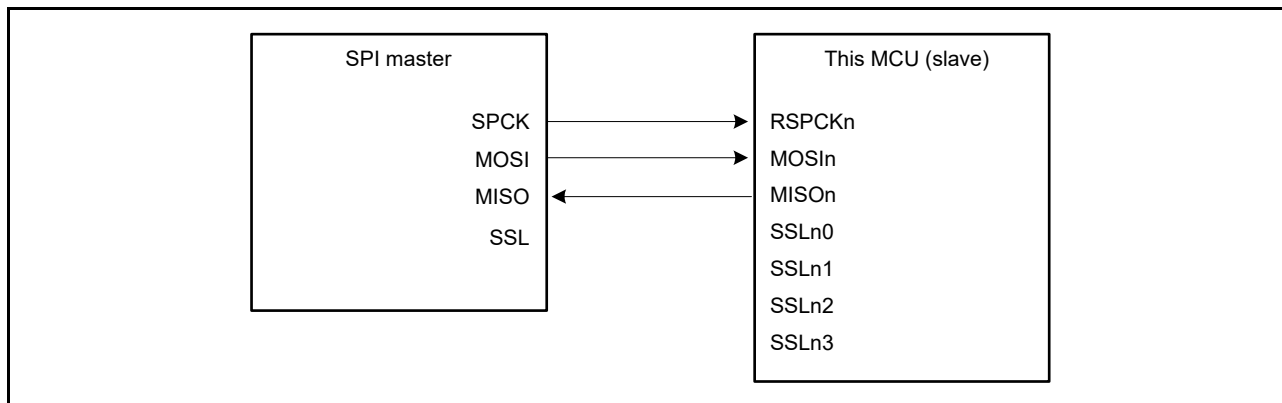 SPI master
SPCK
MOSI
MISO
SSL
This MCU (slave)
RSPCKn
MOSIn
MISOn
SSLn0
SSLn1
SSLn2
SSLn3